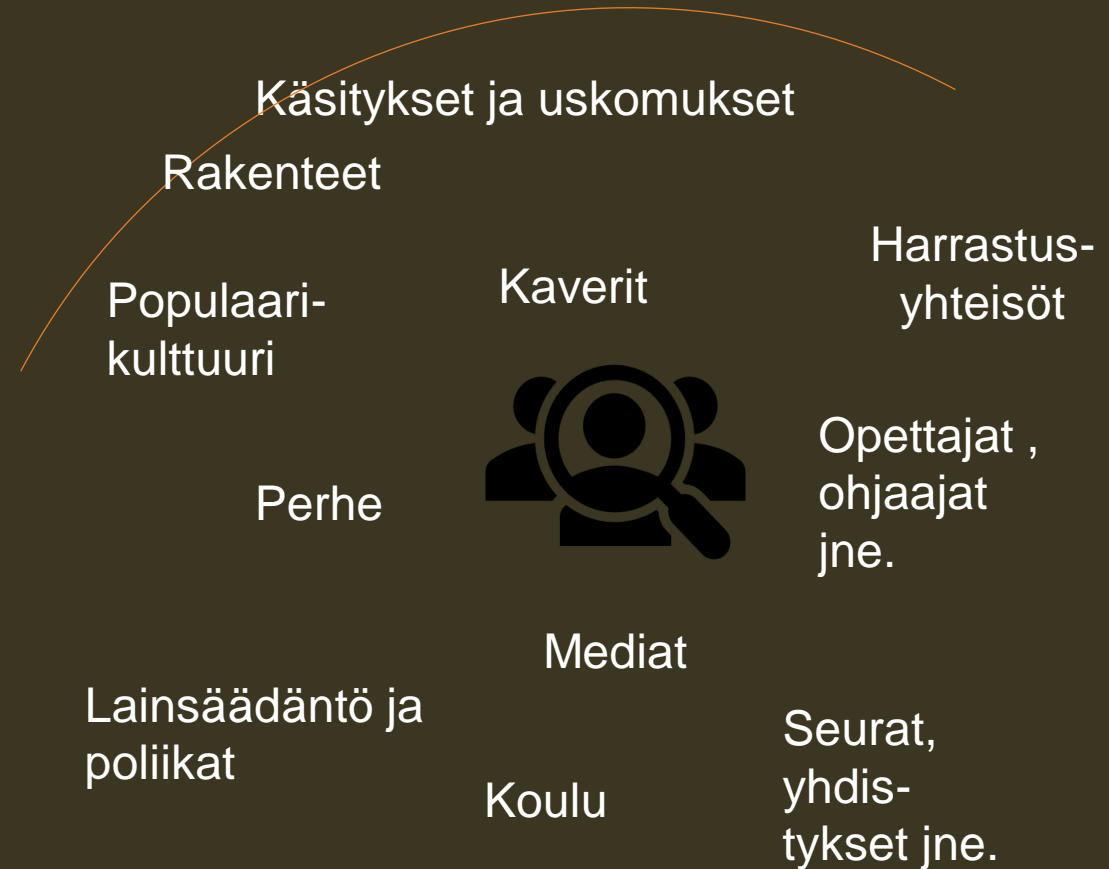 Käsitykset ja uskomukset
Rakenteet
Harrastus-
yhteisöt
Kaverit
Populaari-
kulttuuri
Opettajat ,
ohjaajat
jne.
Perhe
Mediat
Lainsäädäntö ja
poliikat
Seurat,
yhdis-
tykset jne.
Koulu